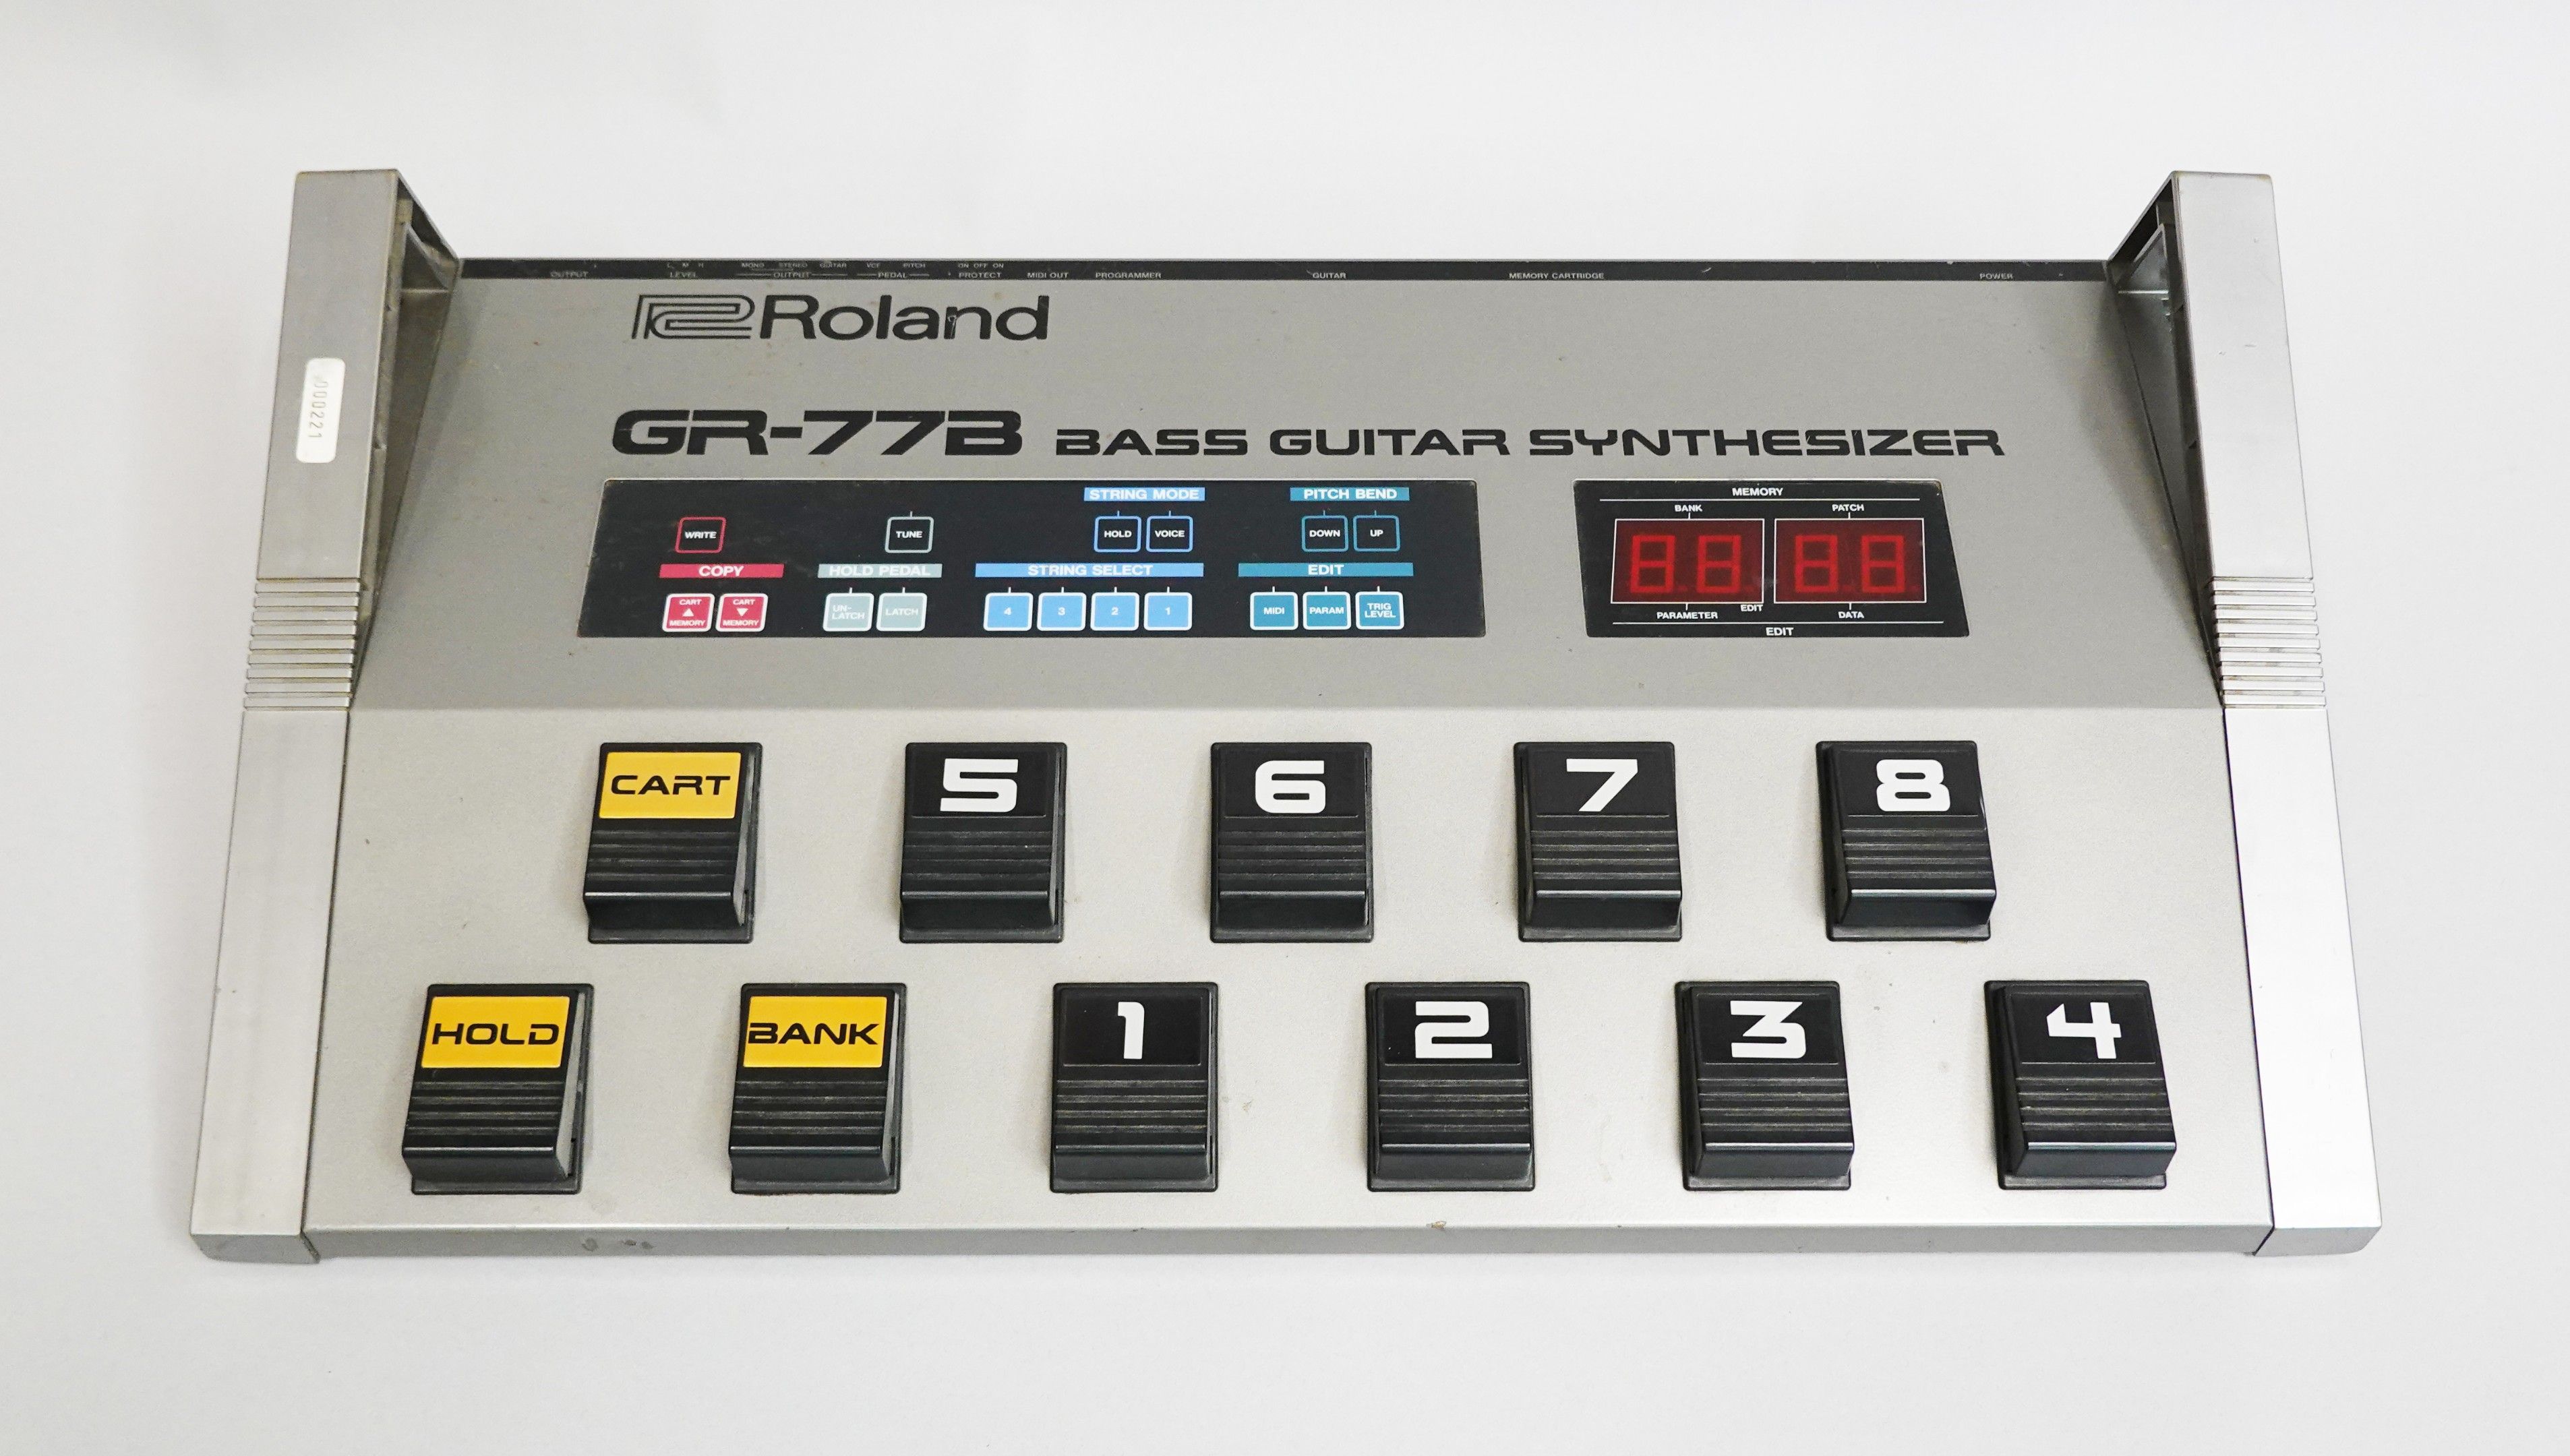 L M H MONO STEREO GUITAR VCF PITCH ON OFF ON
OUTPUT LEVEL OUTPUT PEDAL PROTECT MIDI OUT PROGRAMMER GUITAR MEMORY CARTRIDGE POWER
Roland
000221
GR-77B BASS GUITAR SYNTHESIZER
STRING MODE PITCH BEND
WRITE TUNE HOLD VOICE DOWN UP
COPY HOLD PEDAL STRING SELECT EDIT
CART MEMORY
CART MEMORY
UN-
LATCH
LATCH
4 3 2 1
MIDI PARAM
TRIG
LEVEL
MEMORY
BANK PATCH
8.8. 8.8
PARAMETER EDIT DATA
EDIT
CART 5 6 7 8
HOLD BANK 1 2 3 4